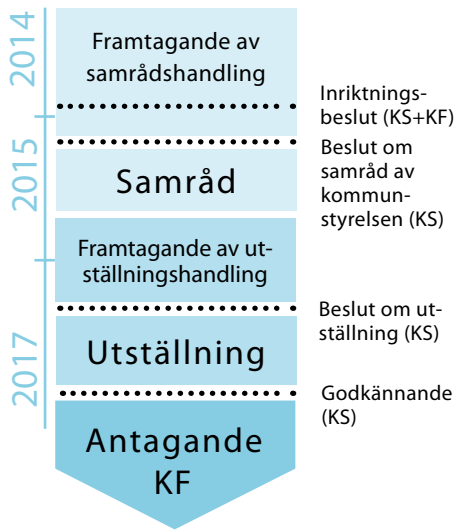 2014
Framtagande av
samrådshandling
Inriktnings-
beslut (KS+KF)
2015
Beslut om
samråd av
kommun-
styrelsen (KS)
Samråd
Framtagande av ut-
ställningshandling
Beslut om ut-
ställning (KS)
2017
Utställning
Godkännande
(KS)
Antagande
KF